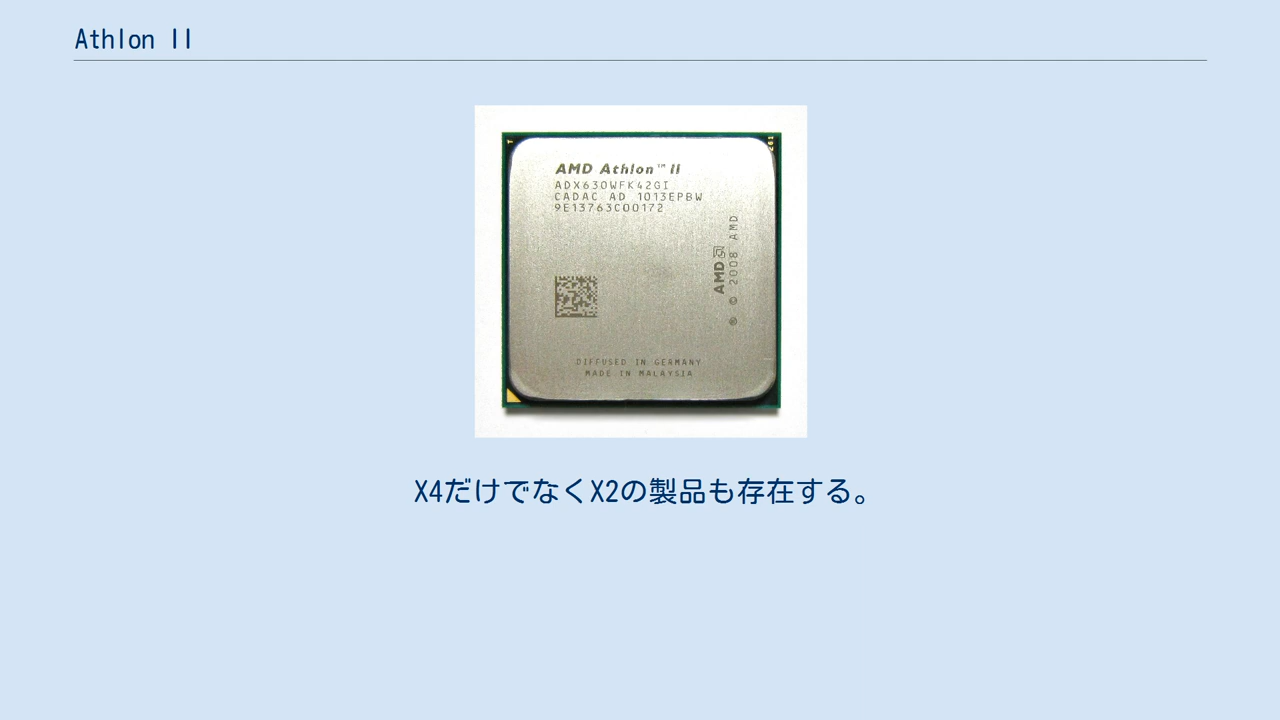 Athlon II
AMD Athlon™ II
ADX630WFK42GI
CADAC AD 1013EPBW
9E13763C00172
AMD
® © 2008 AMD
DIFFUSED IN GERMANY
MADE IN MALAYSIA
X4だけでなくX2の製品も存在する。